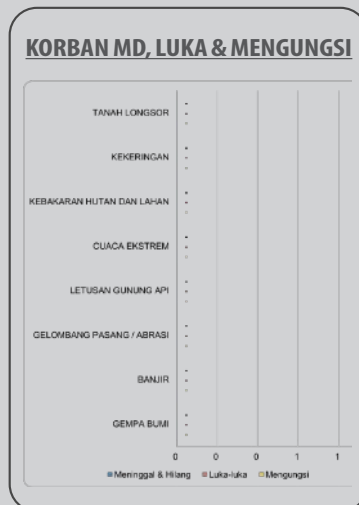 KORBAN MD, LUKA & MENGUNGSI
TANAH LONGSOR
KEKERINGAN
KEBAKARAN HUTAN DAN LAHAN
CUACA EKSTREM
LETUSAN GUNUNG API
GELOMBANG PASANG / ABRASI
BANJIR
GEMPA BUMI
0 0 0 1 1
Meninggal & Hilang Luka-luka Mengungsi